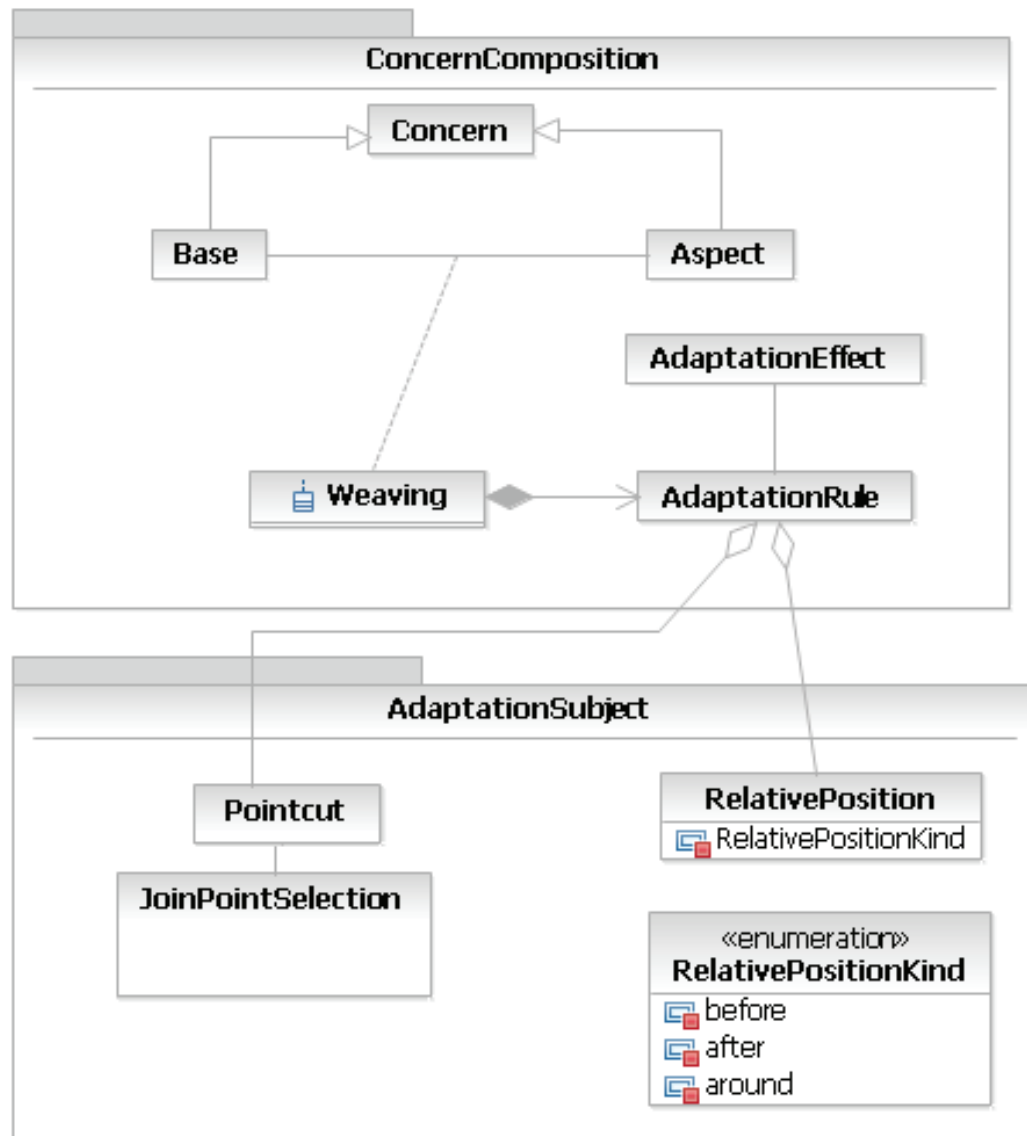 ConcernComposition
Concern
Base
Aspect
AdaptationEffect
Weaving
AdaptationRule
AdaptationSubject
Pointcut
RelativePosition
RelativePositionKind
JoinPointSelection
«enumeration»
RelativePositionKind
before
after
around